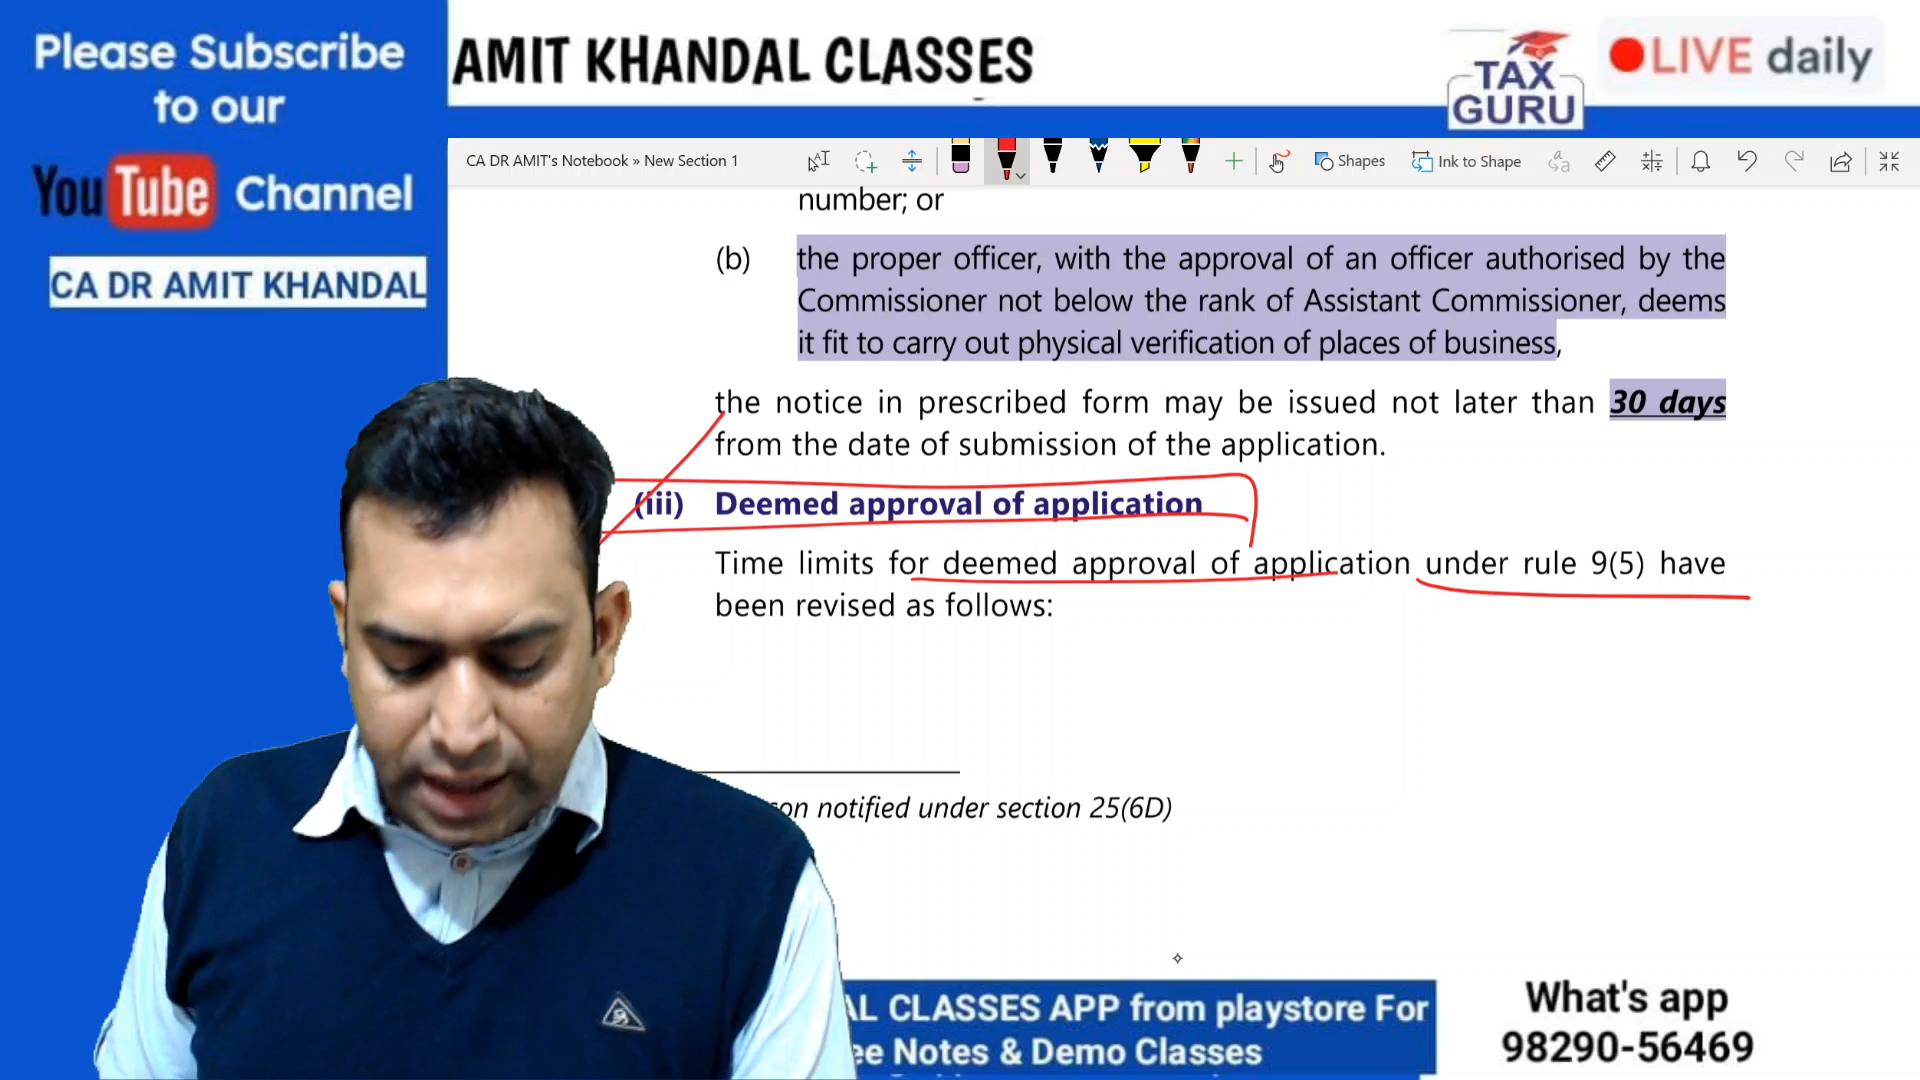 Please Subscribe
to our
YouTube Channel
CA DR AMIT KHANDAL
AMIT KHANDAL CLASSES
TAX
GURU
LIVE daily
CA DR AMIT's Notebook » New Section 1
Shapes
Ink to Shape
number; or
(b) the proper officer, with the approval of an officer authorised by the
Commissioner not below the rank of Assistant Commissioner, deems
it fit to carry out physical verification of places of business,
the notice in prescribed form may be issued not later than 30 days
from the date of submission of the application.
(iii) Deemed approval of application
Time limits for deemed approval of application under rule 9(5) have
been revised as follows:
notified under section 25(6D)
CLASSES APP from playstore For
Notes & Demo Classes
What's app
98290-56469